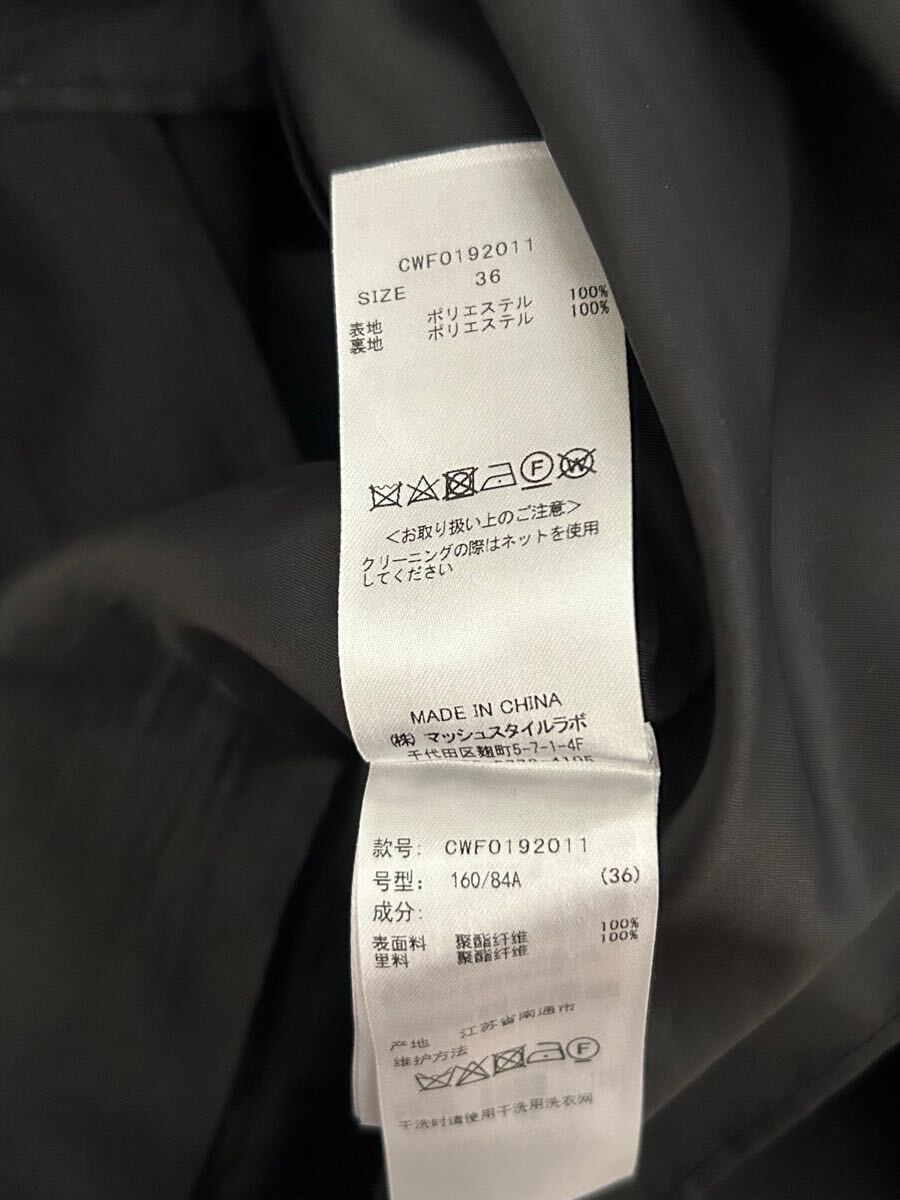 CWF0192011
SIZE 36
表地 ポリエステル 100%
裏地 ポリエステル 100%
F W
<お取り扱い上のご注意>
クリーニングの際はネットを使用
してください
MADE IN CHINA
(株) マッシュスタイルラボ
千代田区麹町5-7-1-4F
款号: CWF0192011
号型: 160/84A (36)
成分:
表面料 聚酯纤维 100%
里料 聚酯纤维 100%
产地 江苏省南通市
维护方法
F
干洗时请使用干洗用洗衣网